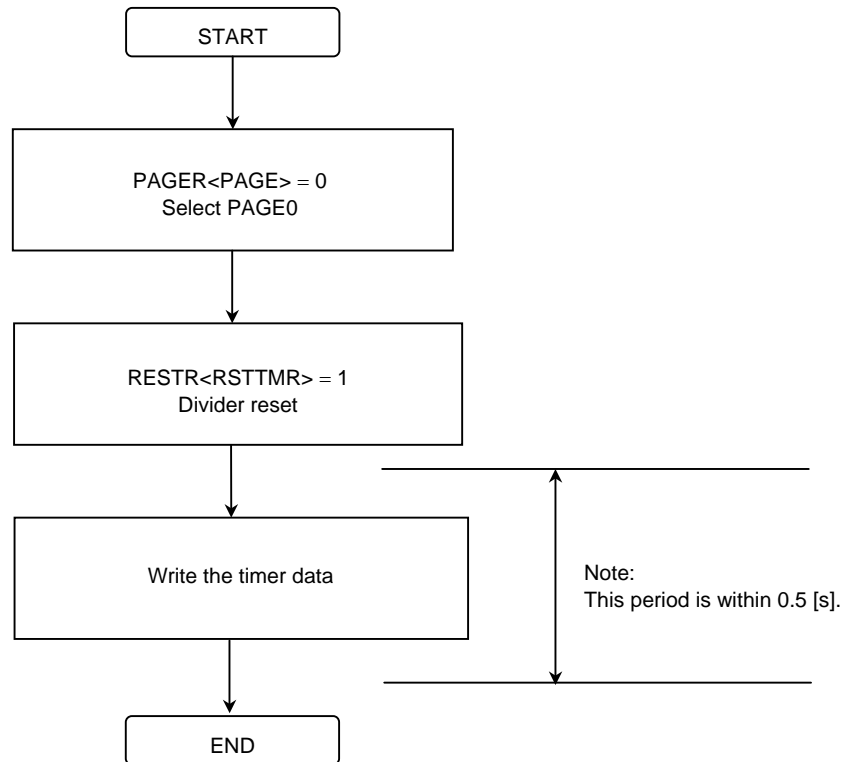 START
PAGER<PAGE> = 0
Select PAGE0
RESTR<RSTTMR> = 1
Divider reset
Write the timer data
Note:
This period is within 0.5 [s].
END